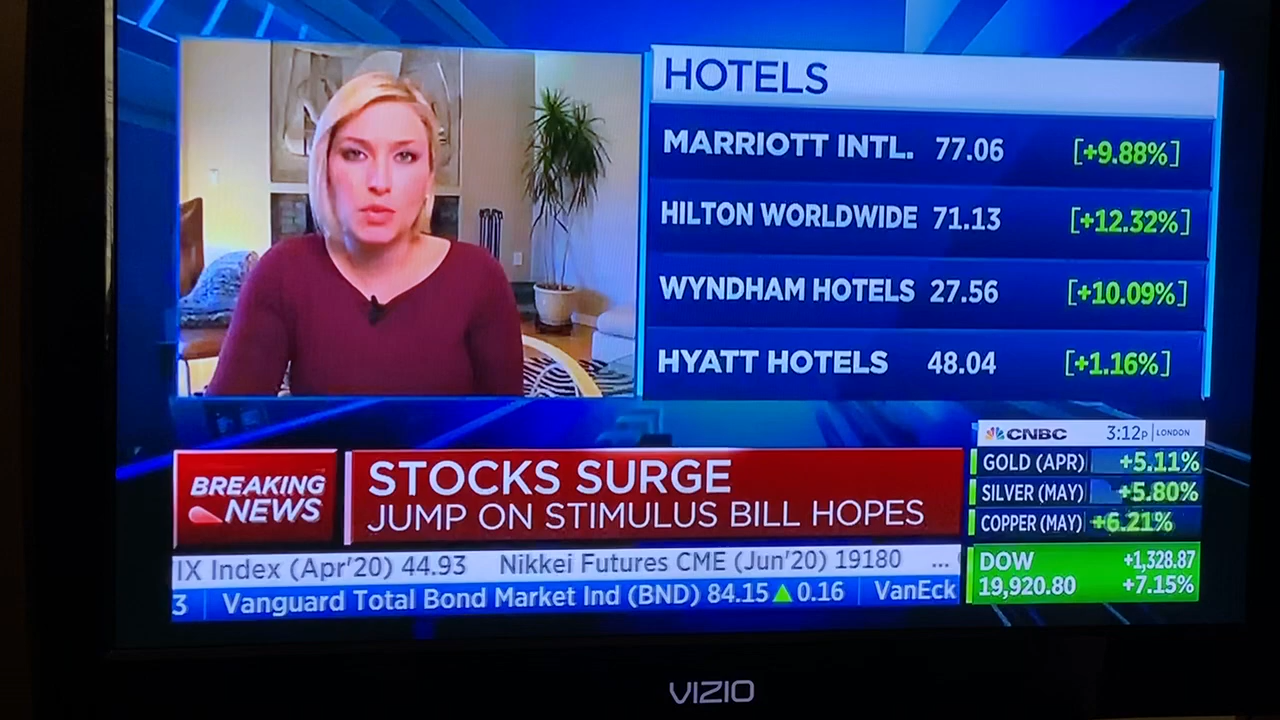 HOTELS
MARRIOTT INTL. 77.06 [+9.88%]
HILTON WORLDWIDE 71.13 [+12.32%]
WYNDHAM HOTELS 27.56 [+10.09%]
HYATT HOTELS 48.04 [+1.16%]
BREAKING
NEWS
STOCKS SURGE
JUMP ON STIMULUS BILL HOPES
CNBC 3:12P LONDON
GOLD (APR) +5.11%
SILVER (MAY) +5.80%
COPPER (MAY) +6.21%
DOW +1,328.87
19,920.80 +7.15%
IX Index (Apr'20) 44.93 Nikkei Futures CME (Jun'20) 19180 ...
3 Vanguard Total Bond Market Ind (BND) 84.15 ▲ 0.16 VanEck
VIZIO